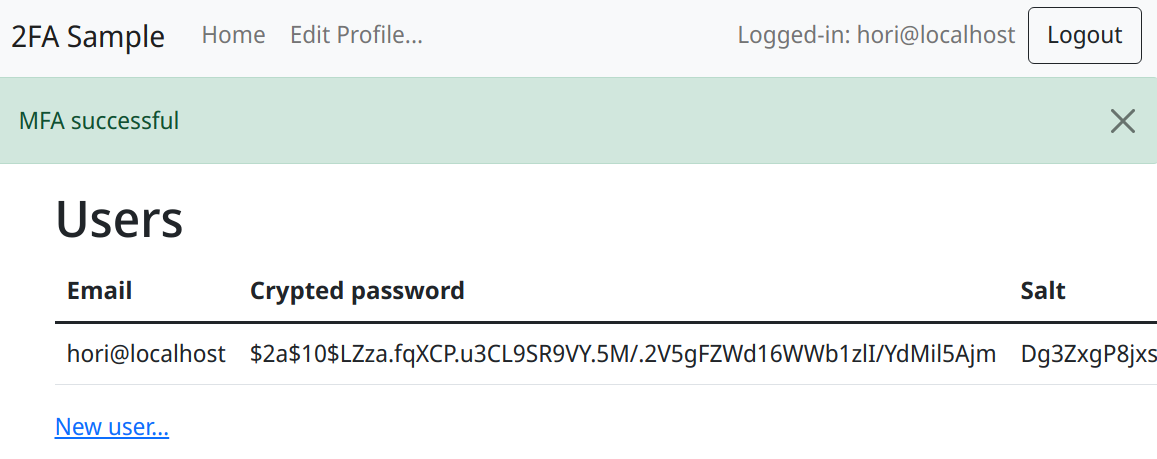 2FA Sample Home Edit Profile... Logged-in: hori@localhost Logout
MFA successful
Users
Email Crypted password Salt
hori@localhost $2a$10$LZza.fqXCP.u3CL9SR9VY.5M/.2V5gFZWd16WWb1zlI/YdMil5Ajm Dg3ZxgP8jxs
New user...